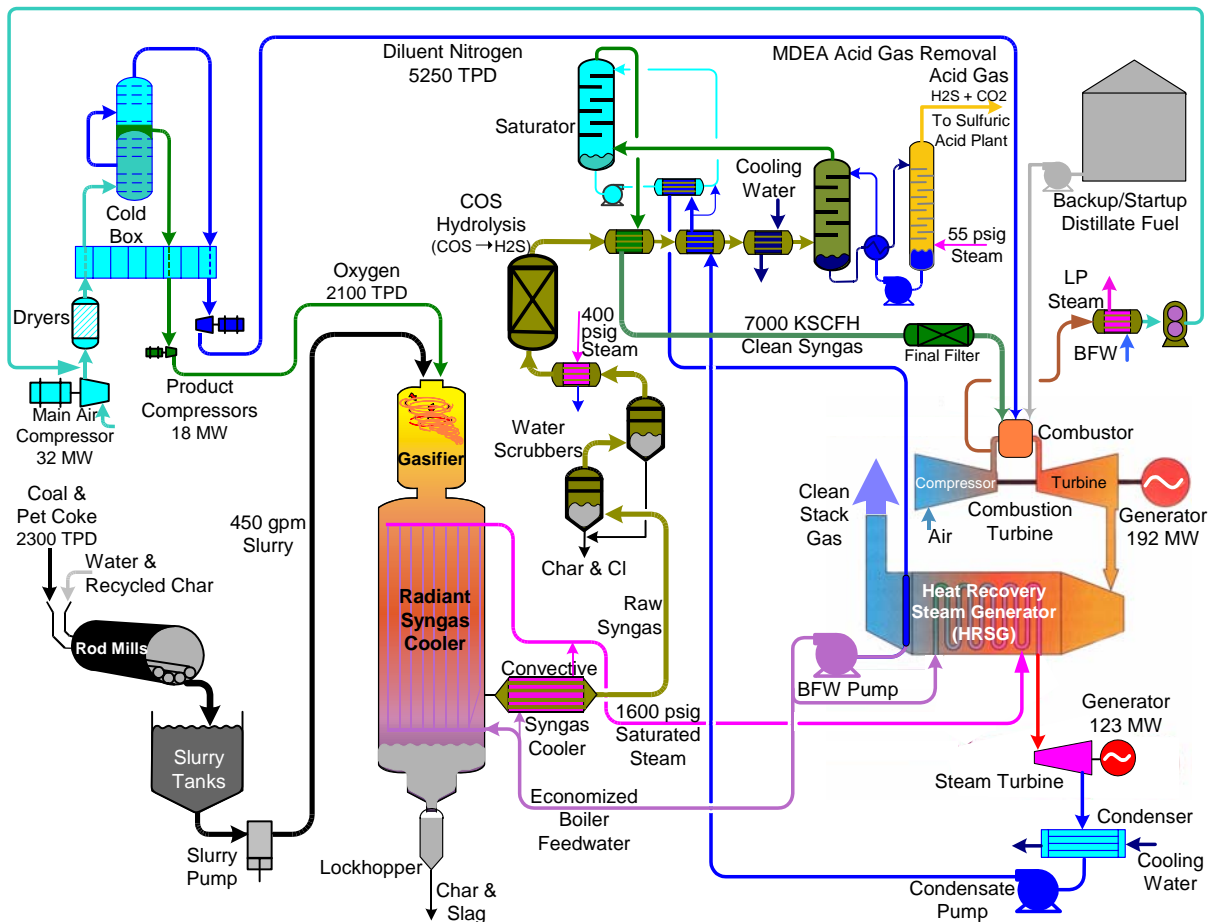 Diluent Nitrogen
5250 TPD
MDEA Acid Gas Removal
Acid Gas
H2S + CO2
To Sulfuric
Acid Plant
Saturator
Cooling
Water
Cold
Box
COS
Hydrolysis
(COS →H2S)
55 psig
Steam
Backup/Startup
Distillate Fuel
Oxygen
2100 TPD
LP
Steam
Dryers
400
psig
Steam
7000 KSCFH
Clean Syngas
Final Filter
BFW
Product
Compressors
18 MW
Main Air
Compressor
32 MW
Gasifier
Water
Scrubbers
Combustor
Compressor
Turbine
Combustion
Turbine
Air
Generator
192 MW
Clean
Stack
Gas
Coal &
Pet Coke
2300 TPD
Water &
Recycled Char
450 gpm
Slurry
Char & Cl
Radiant
Syngas
Cooler
Raw
Syngas
Heat Recovery
Steam Generator
(HRSG)
Rod Mills
Convective
Syngas
Cooler
BFW Pump
1600 psig
Saturated
Steam
Generator
123 MW
Slurry
Tanks
Steam Turbine
Economized
Boiler
Feedwater
Condenser
Cooling
Water
Slurry
Pump
Lockhopper
Char &
Slag
Condensate
Pump